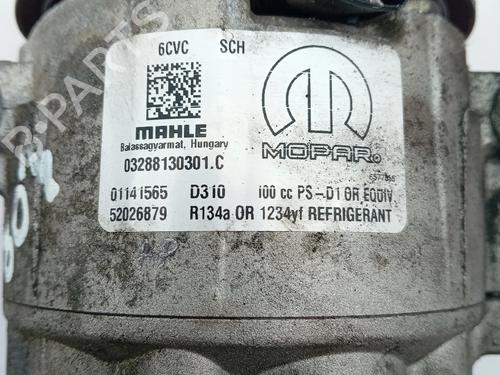 6CVC SCH
MAHLE
Balassagyarmat, Hungary
03288130301.C
MOPAR®
01141565 D310 100 cc PS-D1 OR EQUIV
52026879 R134a OR 1234yf REFRIGERANT
B-PARTS